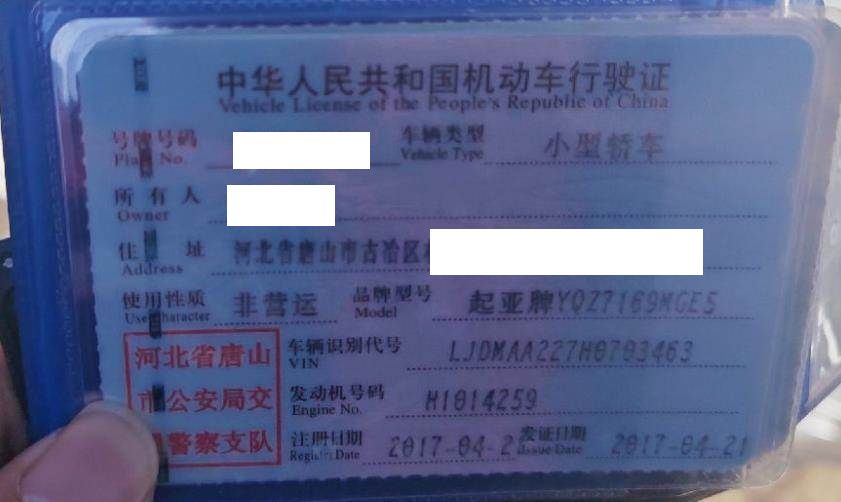 中华人民共和国机动车行驶证
Vehicle License of the People's Republic of China
号牌号码 车辆类型 小型轿车
Plate No. Vehicle Type
所有人
Owner
住址 河北省唐山市古冶区
Address
使用性质 非营运 品牌型号 起亚牌YQZ7169MGE5
Use Character Model
河北省唐山 车辆识别代号 LJDMAA227H0703463
VIN
市公安局交 发动机号码 H1014259
Engine No.
警察支队 注册日期 2017-04-2 发证日期 2017-04-21
Register Date Issue Date